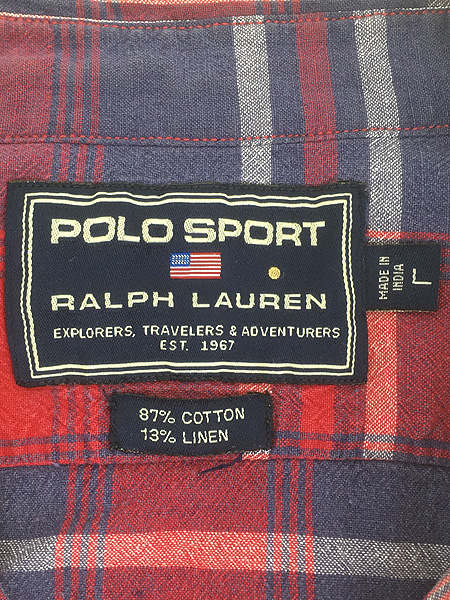 POLO SPORT
RALPH LAUREN
EXPLORERS, TRAVELERS & ADVENTURERS
EST. 1967
MADE IN
INDIA
L
87% COTTON
13% LINEN